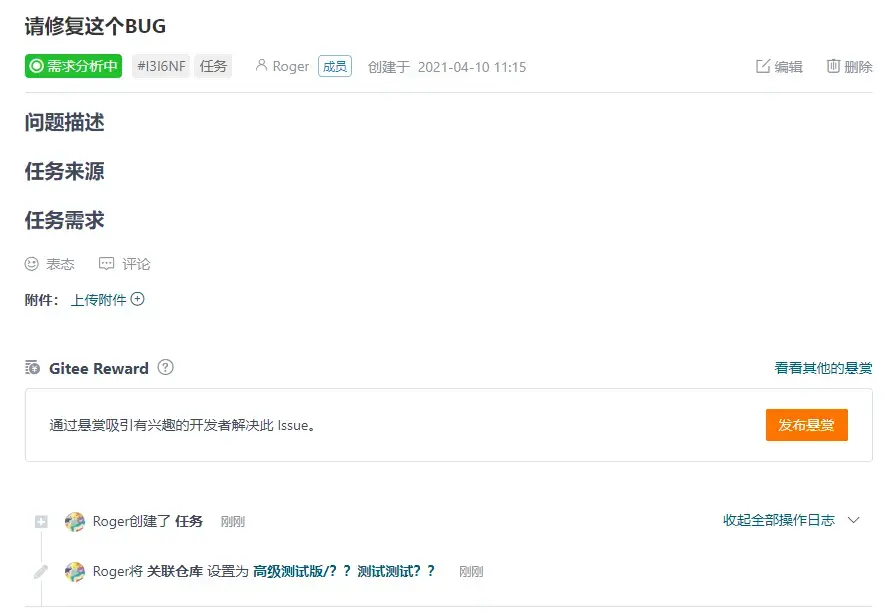 请修复这个BUG
需求分析中 #I3I6NF 任务 Roger 成员 创建于 2021-04-10 11:15 编辑 删除
问题描述
任务来源
任务需求
表态 评论
附件： 上传附件
Gitee Reward ? 看看其他的悬赏
通过悬赏吸引有兴趣的开发者解决此 Issue。 发布悬赏
Roger创建了 任务 刚刚 收起全部操作日志
Roger将 关联仓库 设置为 高级测试版/？？测试测试？？ 刚刚